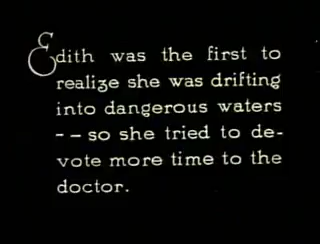 Edith was the first to
realize she was drifting
into dangerous waters
-- so she tried to de-
vote more time to the
doctor.